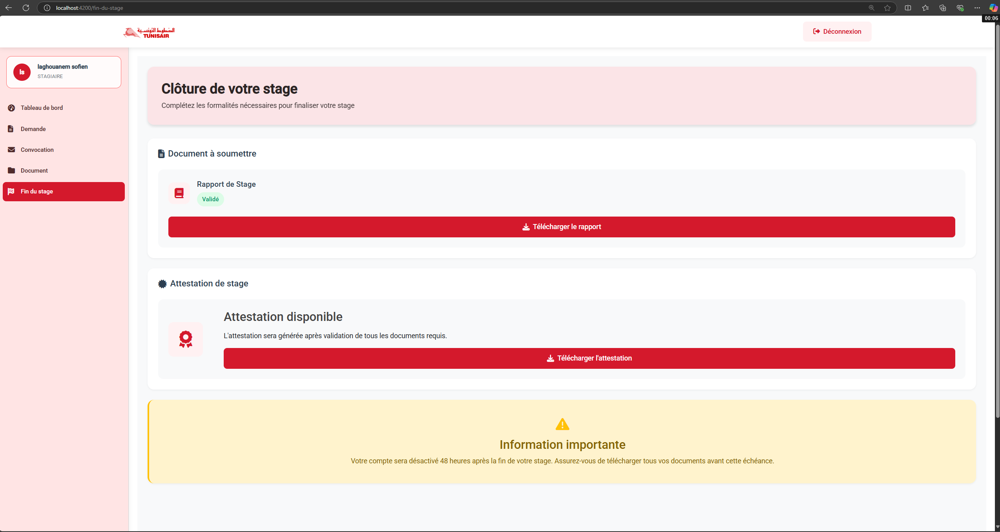 localhost:4200/fin-du-stage
00:06
الخطوط التونسية
TUNISAIR
Déconnexion
ls
laghouanem sofien
STAGIAIRE
Tableau de bord
Demande
Convocation
Document
Fin du stage
Clôture de votre stage
Complétez les formalités nécessaires pour finaliser votre stage
Document à soumettre
Rapport de Stage
Validé
Télécharger le rapport
Attestation de stage
Attestation disponible
L'attestation sera générée après validation de tous les documents requis.
Télécharger l'attestation
Information importante
Votre compte sera désactivé 48 heures après la fin de votre stage. Assurez-vous de télécharger tous vos documents avant cette échéance.